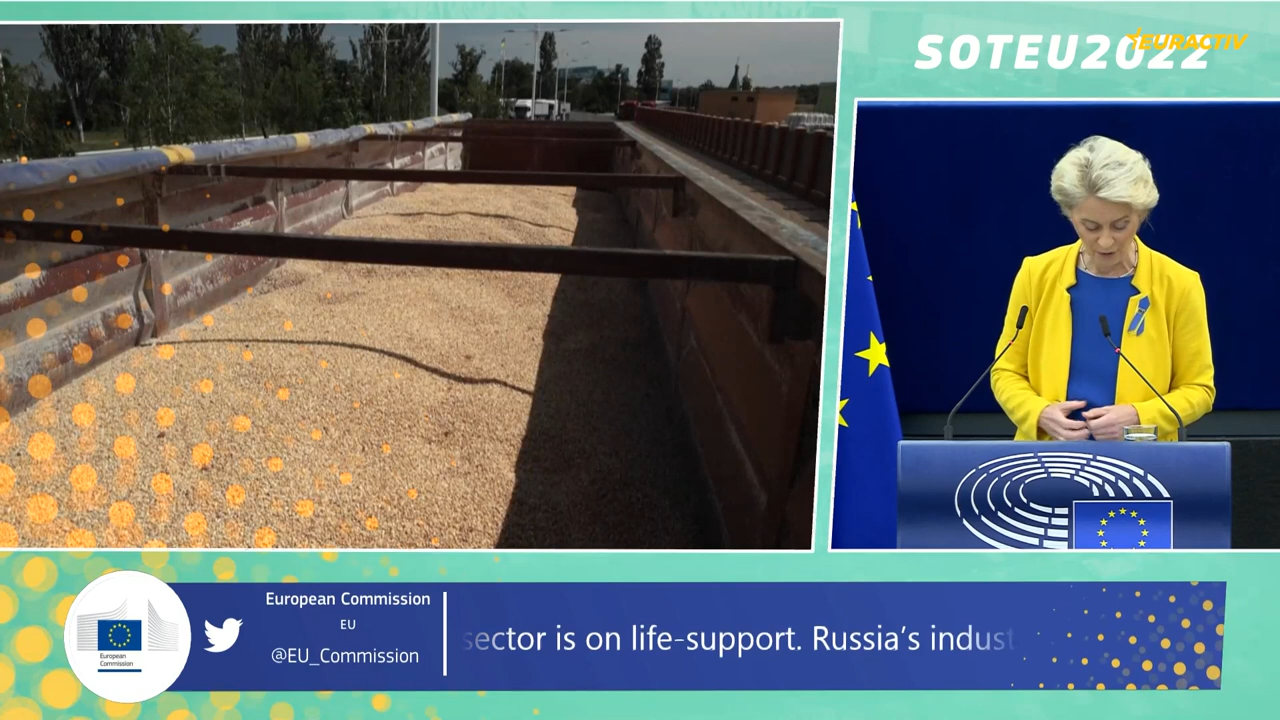 SOTEU2022
EURACTIV
European Commission
EU
@EU_Commission
sector is on life-support. Russia's indust
European
Commission